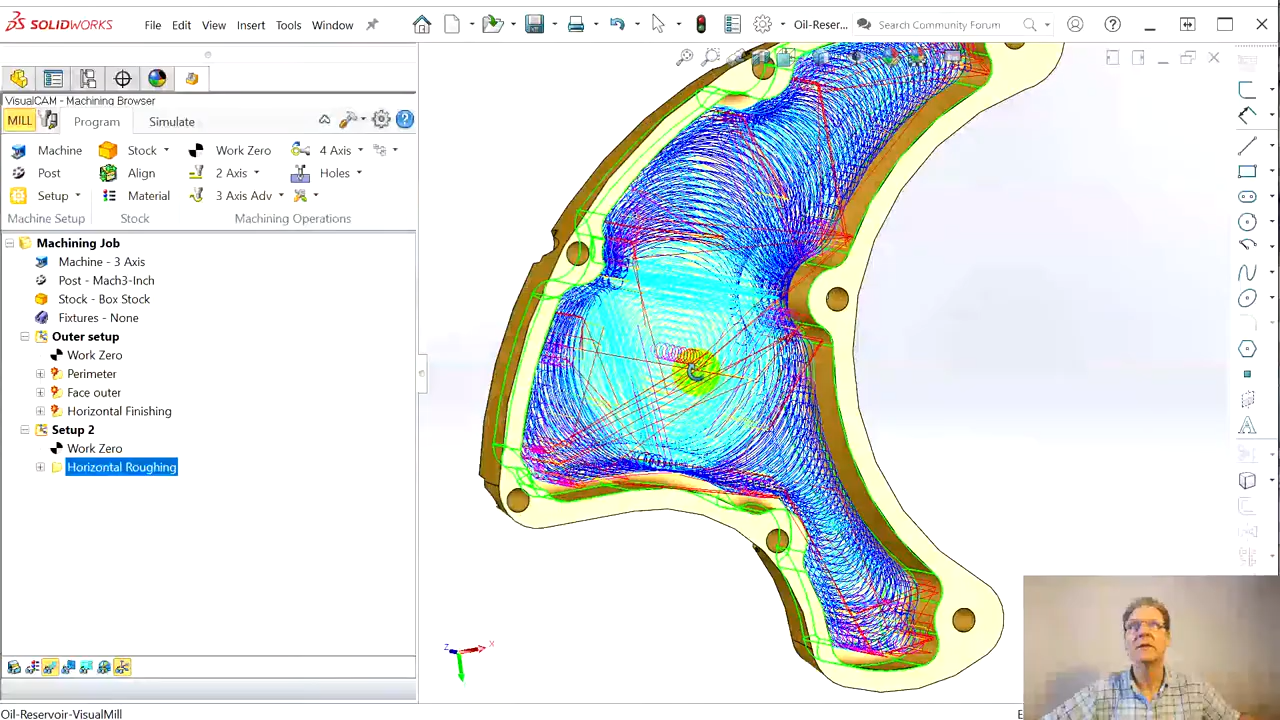 SOLIDWORKS File Edit View Insert Tools Window Oil-Reser... Search Community Forum
VisualCAM - Machining Browser
MILL Program Simulate
Machine Stock Work Zero 4 Axis
Post Align 2 Axis Holes
Setup Material 3 Axis Adv
Machine Setup Stock Machining Operations
Machining Job
Machine - 3 Axis
Post - Mach3-Inch
Stock - Box Stock
Fixtures - None
Outer setup
Work Zero
Perimeter
Face outer
Horizontal Finishing
Setup 2
Work Zero
Horizontal Roughing
Z X
Oil-Reservoir-VisualMill